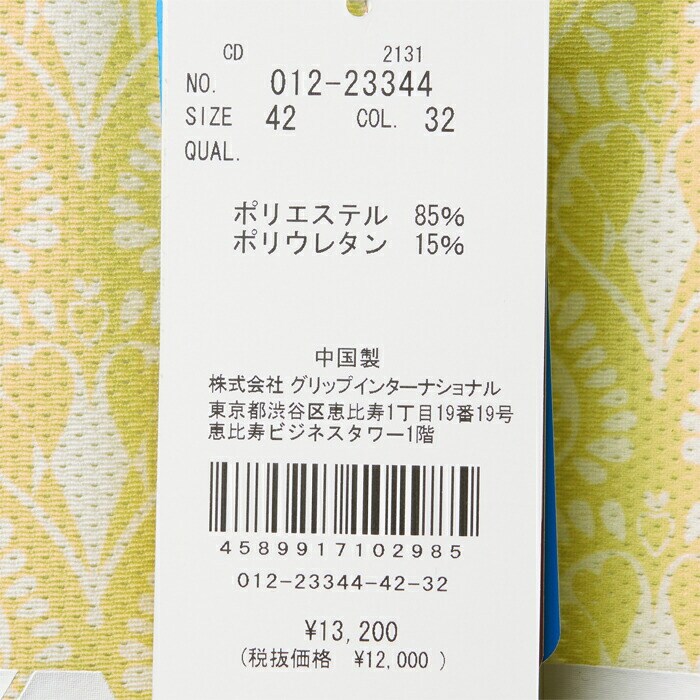 CD 2131
NO. 012-23344
SIZE 42 COL. 32
QUAL.
ポリエステル 85%
ポリウレタン 15%
中国製
株式会社 グリップインターナショナル
東京都渋谷区恵比寿1丁目19番19号
恵比寿ビジネスタワー1階
4589917102985
012-23344-42-32
¥13,200
(税抜価格 ¥12,000 )